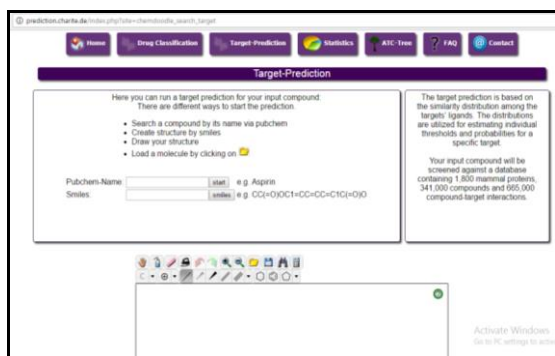 prediction.charite.de/index.php?site=chemdoodle_search_target
Home Drug Classification Target-Prediction Statistics ATC-Tree FAQ Contact
Target-Prediction
Here you can run a target prediction for your input compound:
There are different ways to start the prediction
Search a compound by its name via pubchem
Create structure by smiles
Draw your structure
Load a molecule by clicking on
Pubchem-Name: start e.g. Aspirin
Smiles: smiles e.g. CC(=O)OC1=CC=CC=C1C(=O)O
The target prediction is based on
the similarity distribution among the
targets' ligands. The distributions
are utilized for estimating individual
thresholds and probabilities for a
specific target.
Your input compound will be
screened against a database
containing 1,800 mammal proteins,
341,000 compounds and 665,000
compound-target interactions.
Activate Windows
Go to PC settings to